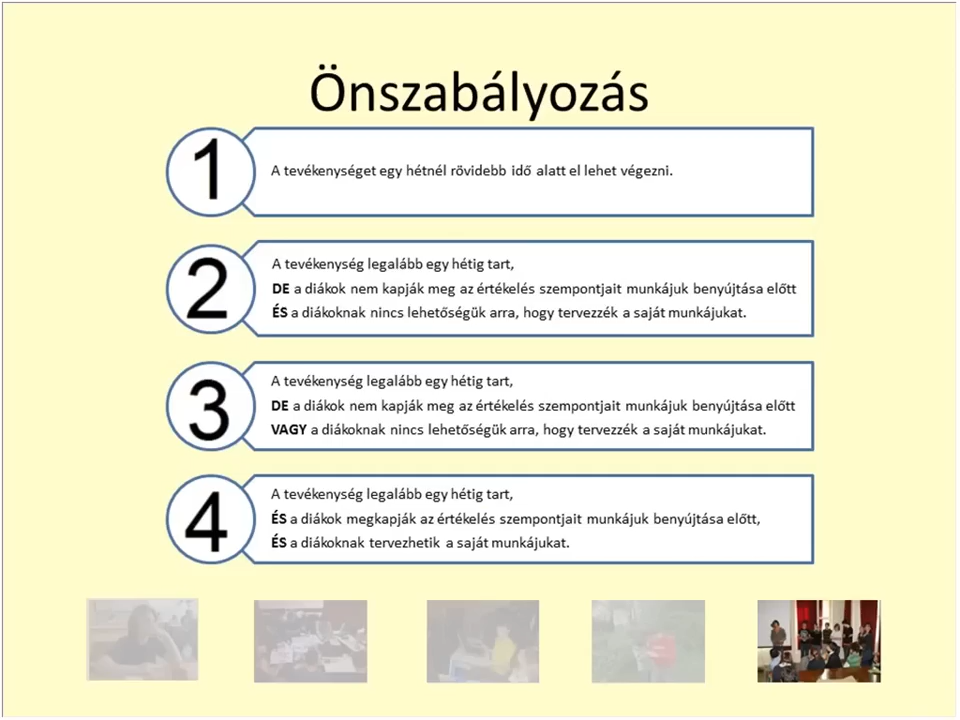 Önszabályozás
1
A tevékenységet egy hétnél rövidebb idő alatt el lehet végezni.
2
A tevékenység legalább egy hétig tart,
DE a diákok nem kapják meg az értékelés szempontjait munkájuk benyújtása előtt
ÉS a diákoknak nincs lehetőségük arra, hogy tervezzék a saját munkájukat.
3
A tevékenység legalább egy hétig tart,
DE a diákok nem kapják meg az értékelés szempontjait munkájuk benyújtása előtt
VAGY a diákoknak nincs lehetőségük arra, hogy tervezzék a saját munkájukat.
4
A tevékenység legalább egy hétig tart,
ÉS a diákok megkapják az értékelés szempontjait munkájuk benyújtása előtt,
ÉS a diákoknak tervezhetik a saját munkájukat.